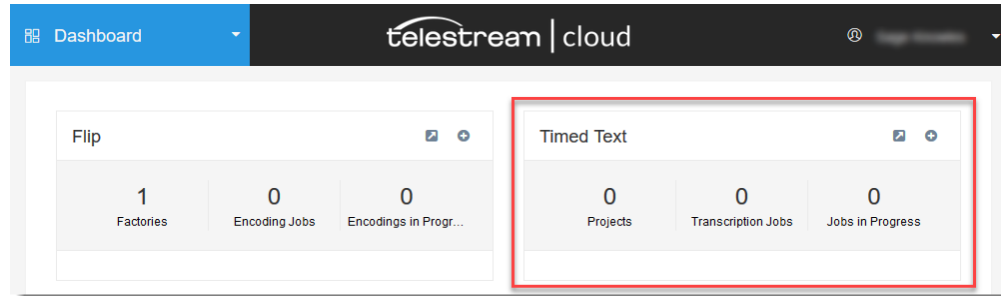 Dashboard
telestream | cloud
Flip
Timed Text
1
0
0
0
0
0
Factories
Encoding Jobs
Encodings in Progr...
Projects
Transcription Jobs
Jobs in Progress